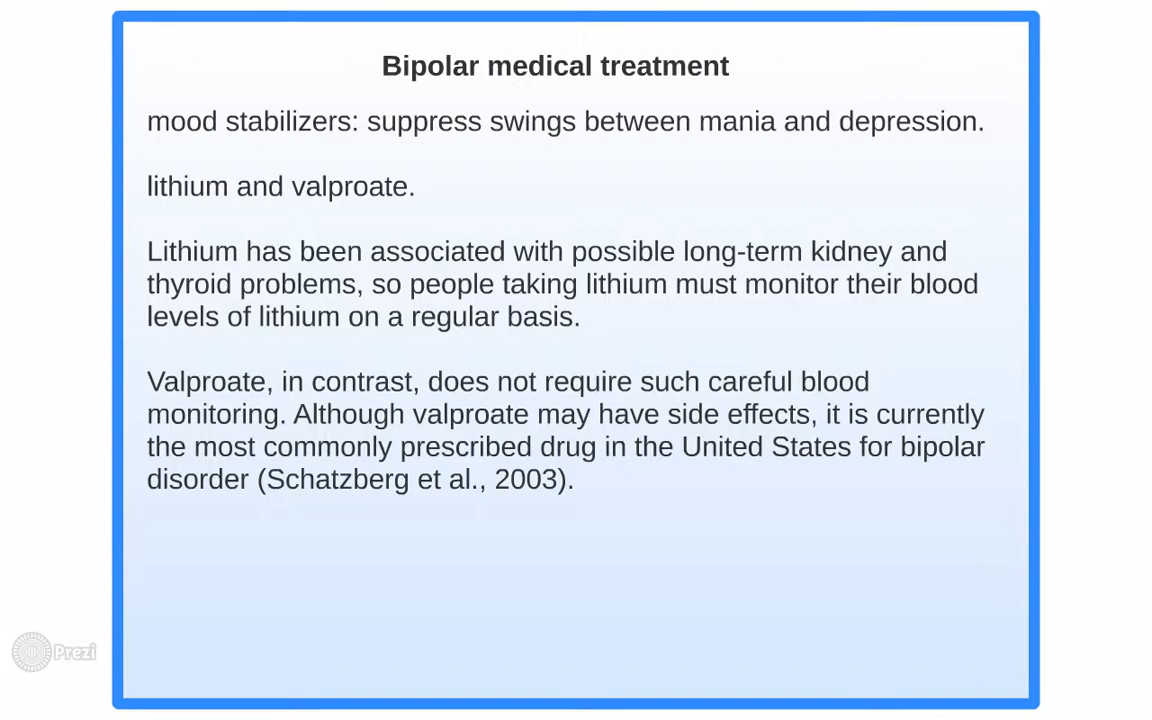 Bipolar medical treatment
mood stabilizers: suppress swings between mania and depression.
lithium and valproate.
Lithium has been associated with possible long-term kidney and
thyroid problems, so people taking lithium must monitor their blood
levels of lithium on a regular basis.
Valproate, in contrast, does not require such careful blood
monitoring. Although valproate may have side effects, it is currently
the most commonly prescribed drug in the United States for bipolar
disorder (Schatzberg et al., 2003).
Prezi